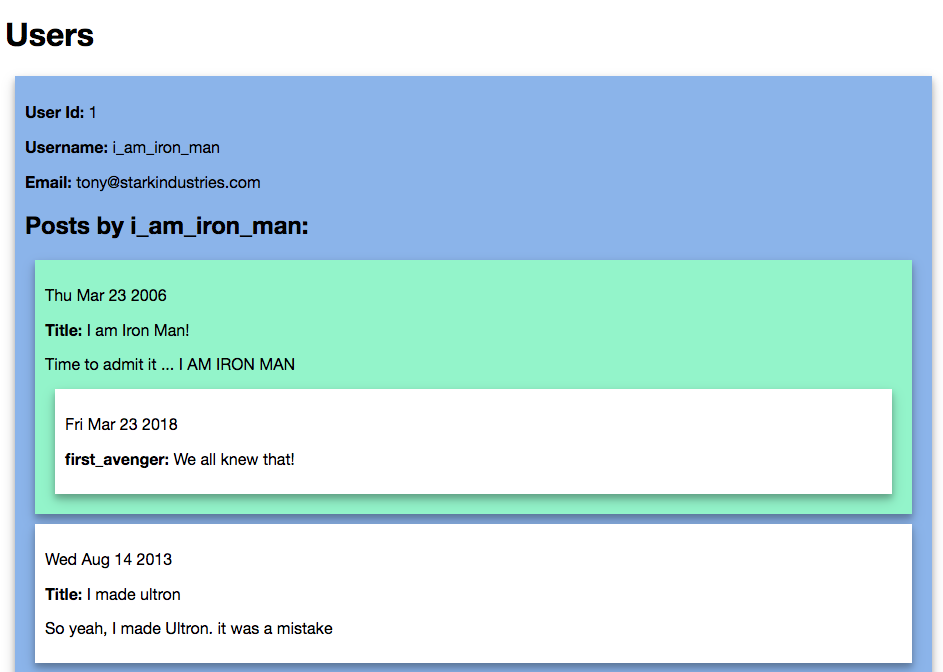 Users
User Id: 1
Username: i_am_iron_man
Email: tony@starkindustries.com
Posts by i_am_iron_man:
Thu Mar 23 2006
Title: I am Iron Man!
Time to admit it ... I AM IRON MAN
Fri Mar 23 2018
first_avenger: We all knew that!
Wed Aug 14 2013
Title: I made ultron
So yeah, I made Ultron. it was a mistake